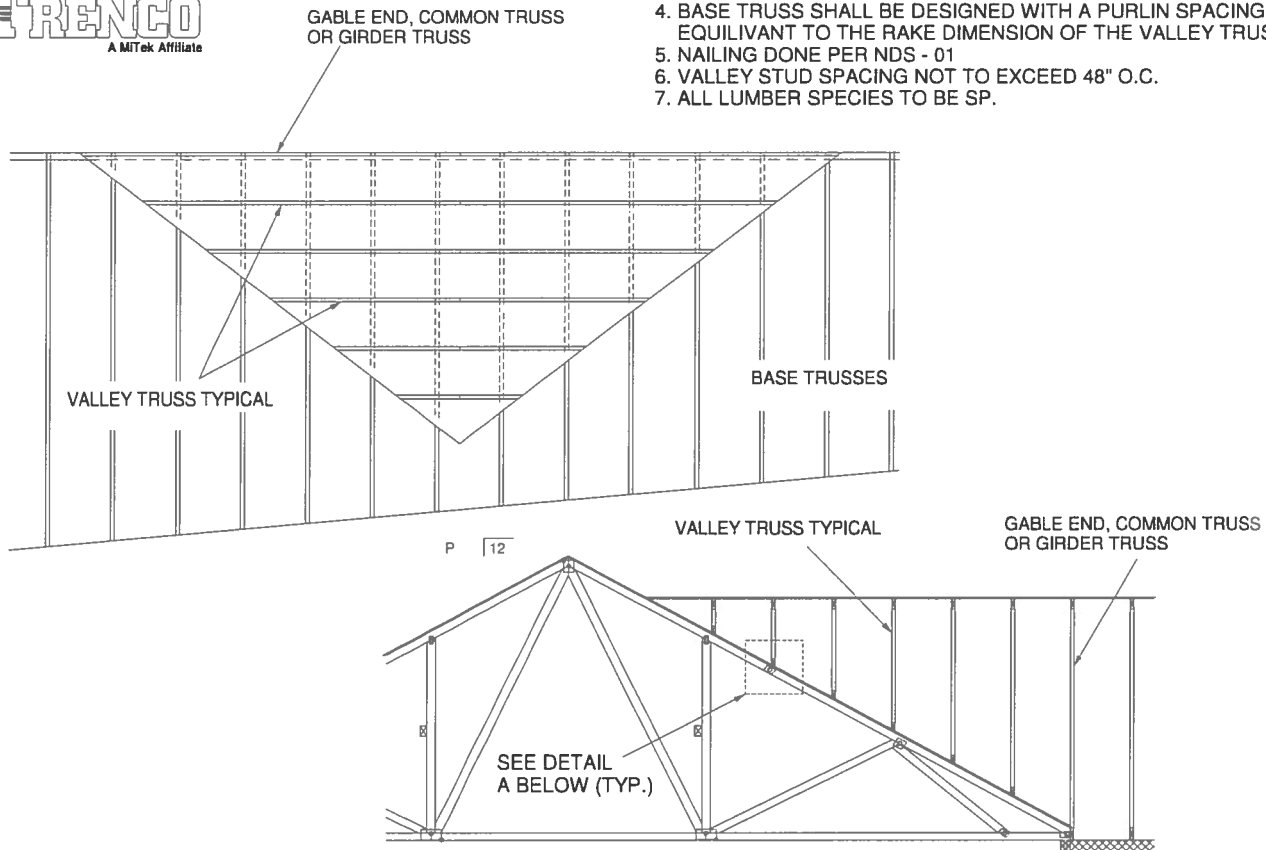 TRENCO
A MiTek Affiliate
GABLE END, COMMON TRUSS
OR GIRDER TRUSS
4. BASE TRUSS SHALL BE DESIGNED WITH A PURLIN SPACING
EQUILIVANT TO THE RAKE DIMENSION OF THE VALLEY TRUS
5. NAILING DONE PER NDS - 01
6. VALLEY STUD SPACING NOT TO EXCEED 48" O.C.
7. ALL LUMBER SPECIES TO BE SP.
VALLEY TRUSS TYPICAL
BASE TRUSSES
P 12
VALLEY TRUSS TYPICAL
GABLE END, COMMON TRUSS
OR GIRDER TRUSS
SEE DETAIL
A BELOW (TYP.)